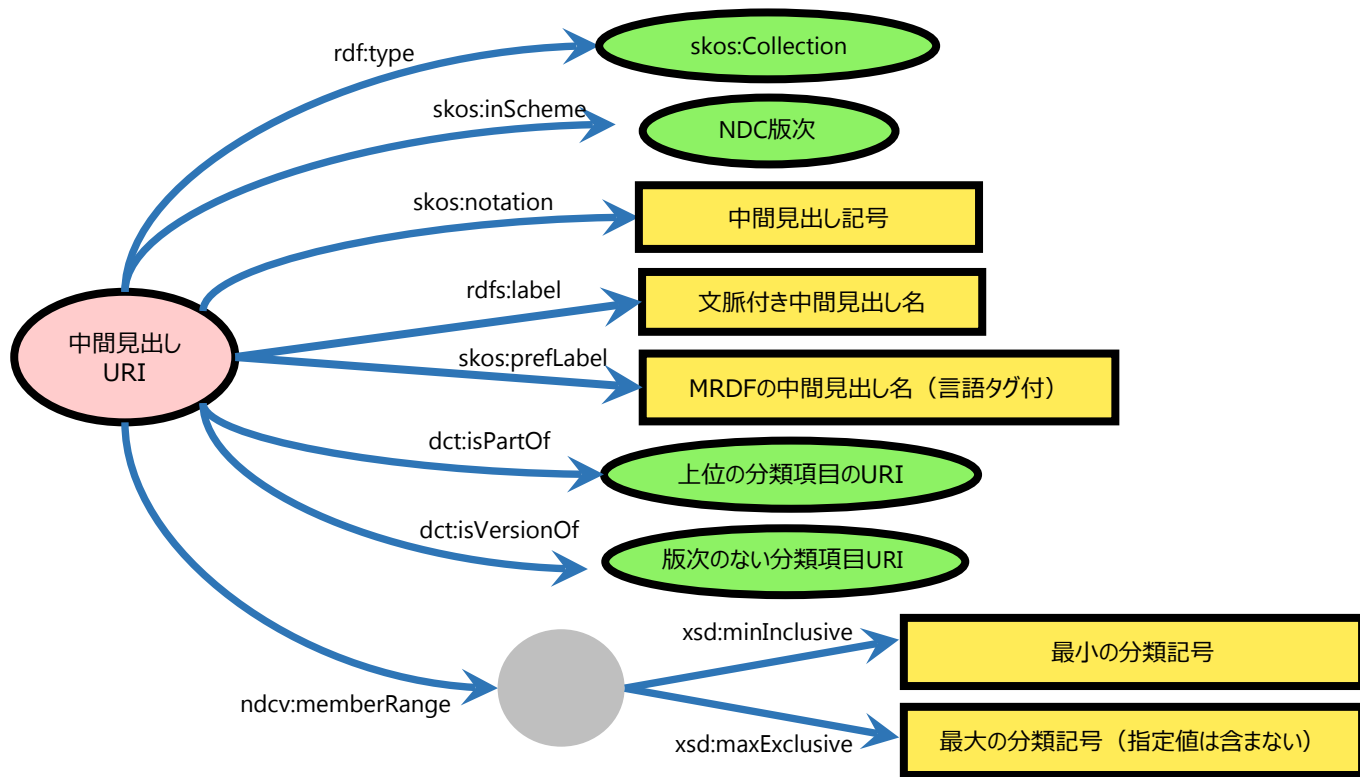 rdf:type
skos:Collection
skos:inScheme
NDC版次
skos:notation
中間見出し記号
rdfs:label
文脈付き中間見出し名
中間見出し
URI
skos:prefLabel
MRDFの中間見出し名（言語タグ付）
dct:isPartOf
上位の分類項目のURI
dct:isVersionOf
版次のない分類項目URI
ndcv:memberRange
xsd:minInclusive
最小の分類記号
xsd:maxExclusive
最大の分類記号（指定値は含まない）